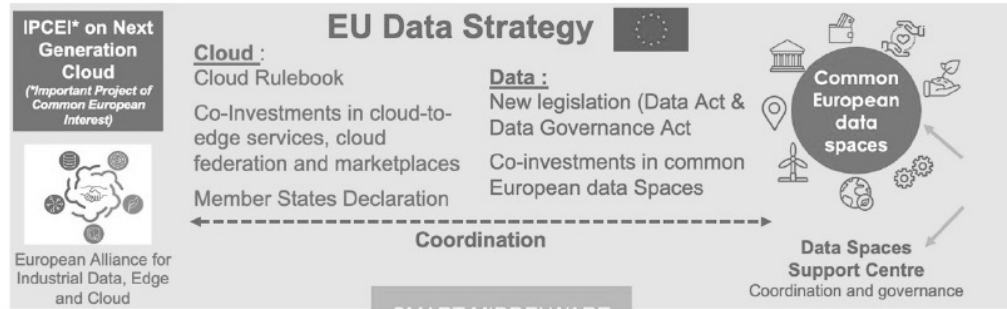 IPCEI* on Next
Generation
Cloud
(*Important Project of
Common European
Interest)
European Alliance for
Industrial Data, Edge
and Cloud
EU Data Strategy
Cloud :
Cloud Rulebook
Co-Investments in cloud-to-
edge services, cloud
federation and marketplaces
Member States Declaration
Data :
New legislation (Data Act &
Data Governance Act
Co-investments in common
European data Spaces
Coordination
Common
European
data
spaces
Data Spaces
Support Centre
Coordination and governance